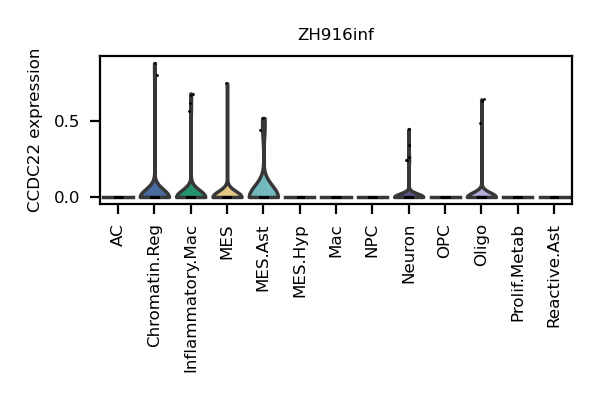 ZH916inf
CCDC22 expression
0.5
0.0
AC
Chromatin.Reg
Inflammatory.Mac
MES
MES.Ast
MES.Hyp
Mac
NPC
Neuron
OPC
Oligo
Prolif.Metab
Reactive.Ast